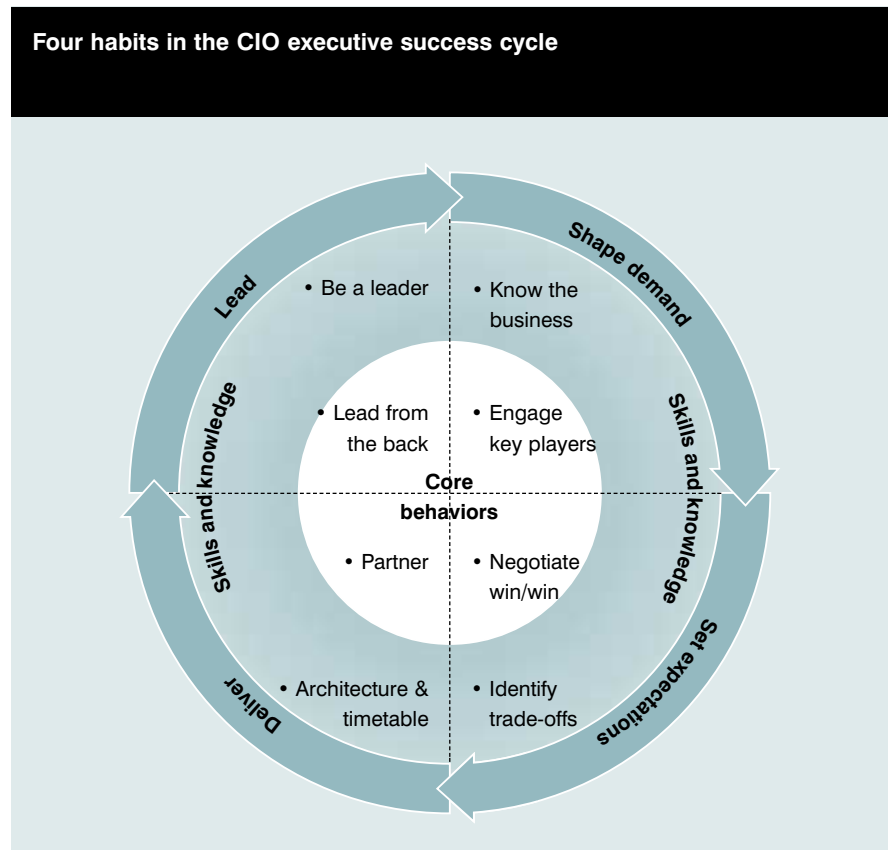 Four habits in the CIO executive success cycle
Lead
Shape demand
• Be a leader
• Know the
business
Skills and knowledge
Skills and knowledge
• Lead from
the back
• Engage
key players
Core
behaviors
• Partner
• Negotiate
win/win
Deliver
Set expectations
• Architecture &
timetable
• Identify
trade-offs